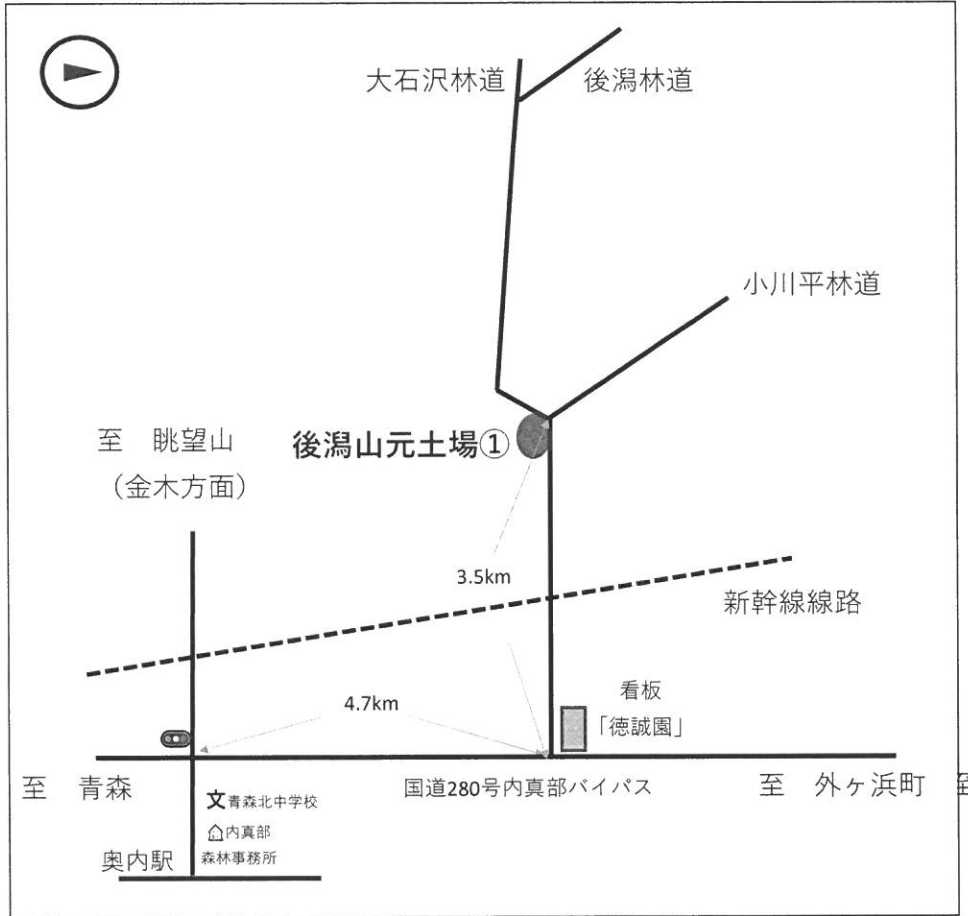 大石沢林道
後潟林道
小川平林道
至 眺望山
（金木方面）
後潟山元土場①
3.5km
新幹線線路
4.7km
看板
「徳誠園」
至 青森
国道280号内真部バイパス
至 外ヶ浜町 至
文青森北中学校
内真部
森林事務所
奥内駅